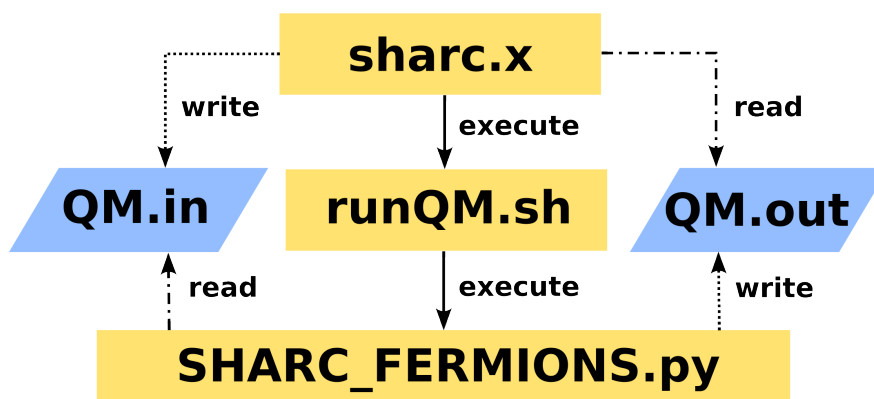 sharc.x
write
execute
read
QM.in
runQM.sh
QM.out
read
execute
write
SHARC_FERMIONS.py